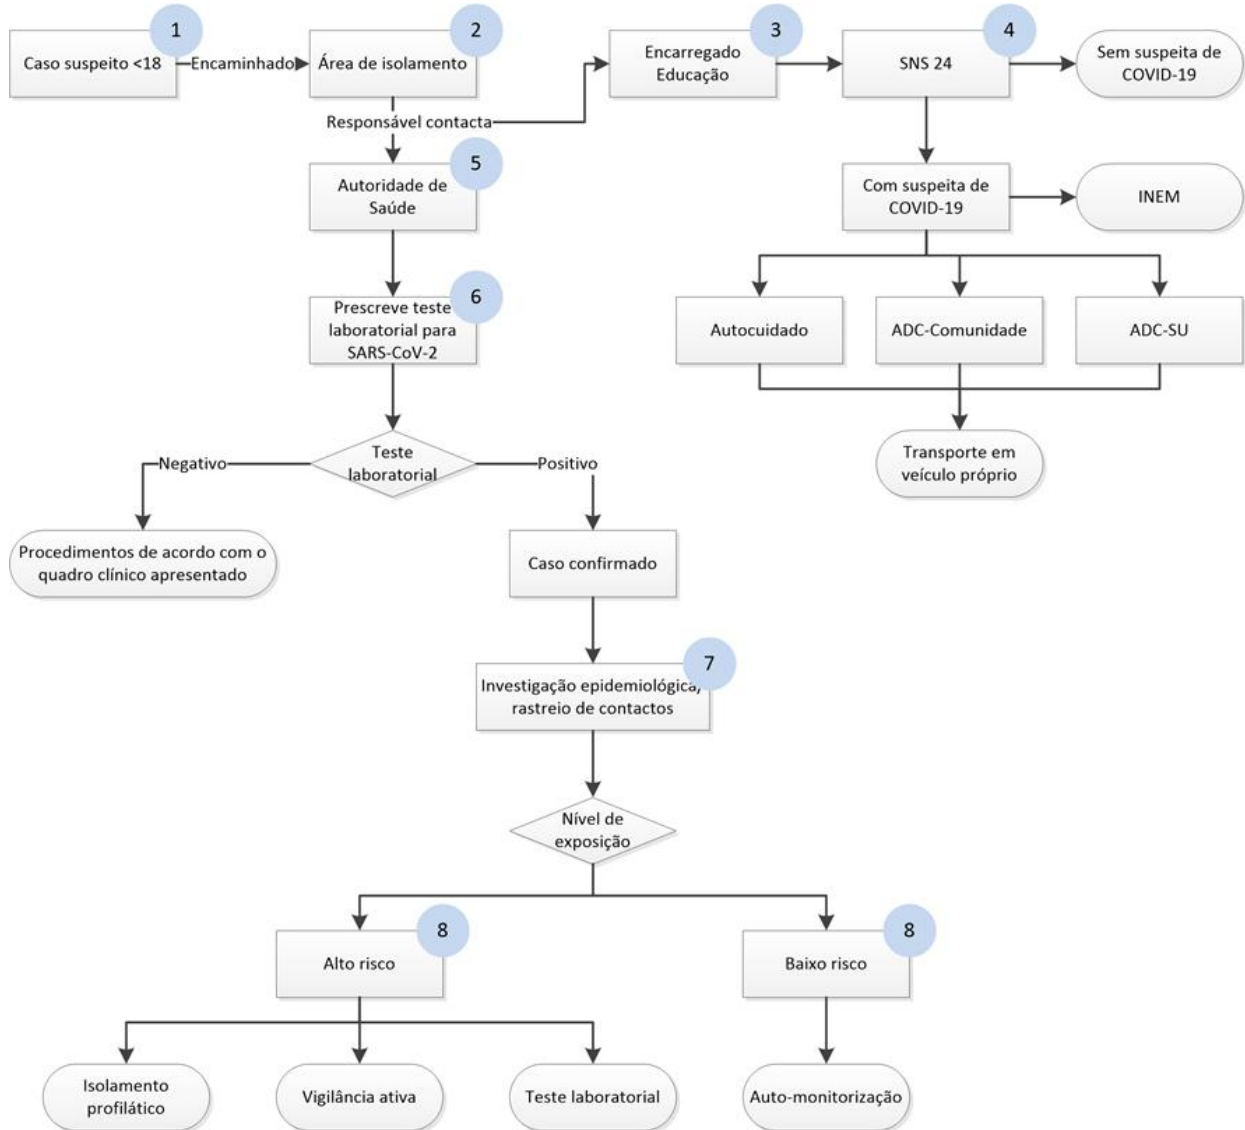 1
2
3
4
Caso suspeito <18
Encaminhado
Área de isolamento
Encarregado
Educação
SNS 24
Sem suspeita de
COVID-19
Responsável contacta
5
Autoridade de
Saúde
Com suspeita de
COVID-19
INEM
6
Prescreve teste
laboratorial para
SARS-CoV-2
Autocuidado
ADC-Comunidade
ADC-SU
Negativo
Teste
laboratorial
Positivo
Transporte em
veículo próprio
Procedimentos de acordo com o
quadro clínico apresentado
Caso confirmado
7
Investigação epidemiológica/
rastreio de contactos
Nível de
exposição
8
8
Alto risco
Baixo risco
Isolamento
profilático
Vigilância ativa
Teste laboratorial
Auto-monitorização